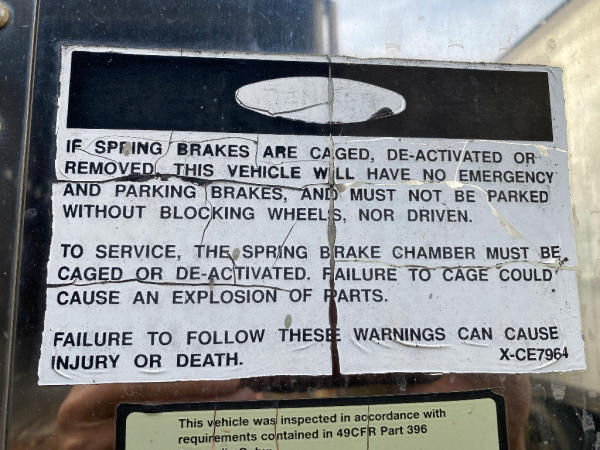 IF SPRING BRAKES ARE CAGED, DE-ACTIVATED OR
REMOVED, THIS VEHICLE WILL HAVE NO EMERGENCY
AND PARKING BRAKES, AND MUST NOT BE PARKED
WITHOUT BLOCKING WHEELS, NOR DRIVEN.
TO SERVICE, THE SPRING BRAKE CHAMBER MUST BE
CAGED OR DE-ACTIVATED. FAILURE TO CAGE COULD
CAUSE AN EXPLOSION OF PARTS.
FAILURE TO FOLLOW THESE WARNINGS CAN CAUSE
INJURY OR DEATH.
X-CE7964
This vehicle was inspected in accordance with
requirements contained in 49CFR Part 396